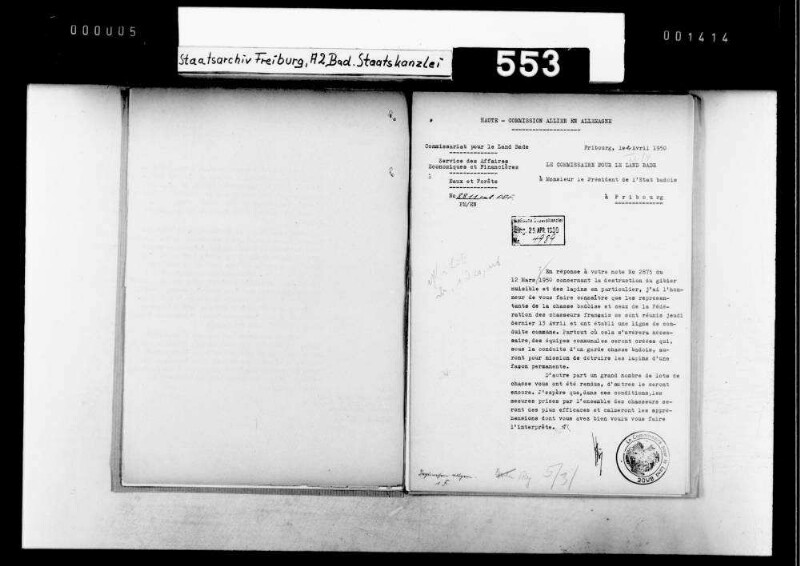 000005
Staatsarchiv Freiburg, A2, Bad. Staatskanzlei
553
001414
HAUTE - COMMISSION ALLIEE EN ALLEMAGNE
Commissariat pour le Land Bade
Service des Affaires
Economiques et Financières
Eaux et Forêts
No
Fribourg, le Avril 1950
LE COMMISSAIRE POUR LE LAND BADE
à Monsieur le Président de l'Etat badois
à Fribourg
25 APR 1950
En réponse à votre note No 2875 du
12 Mars 1950 concernant la destruction du gibier
nuisible et des lapins en particulier, j'ai l'hon-
neur de vous faire connaître que les représen-
tants de la chasse badoise et ceux de la Fédé-
ration des chasseurs français se sont réunis jeudi
dernier 13 Avril et ont établi une ligne de con-
duite commune. Partout où cela s'avérera néces-
saire, des équipes communales seront créées qui,
sous la conduite d'un garde chasse badois, au-
ront pour mission de détruire les lapins d'une
façon permanente.
D'autre part un grand nombre de lots de
chasse vous ont été rendus, d'autres le seront
encore. J'espère que, dans ces conditions, les
mesures prises par l'ensemble des chasseurs se-
ront des plus efficaces et calmeront les appré-
hensions dont vous avez bien voulu vous faire
l'interprète.